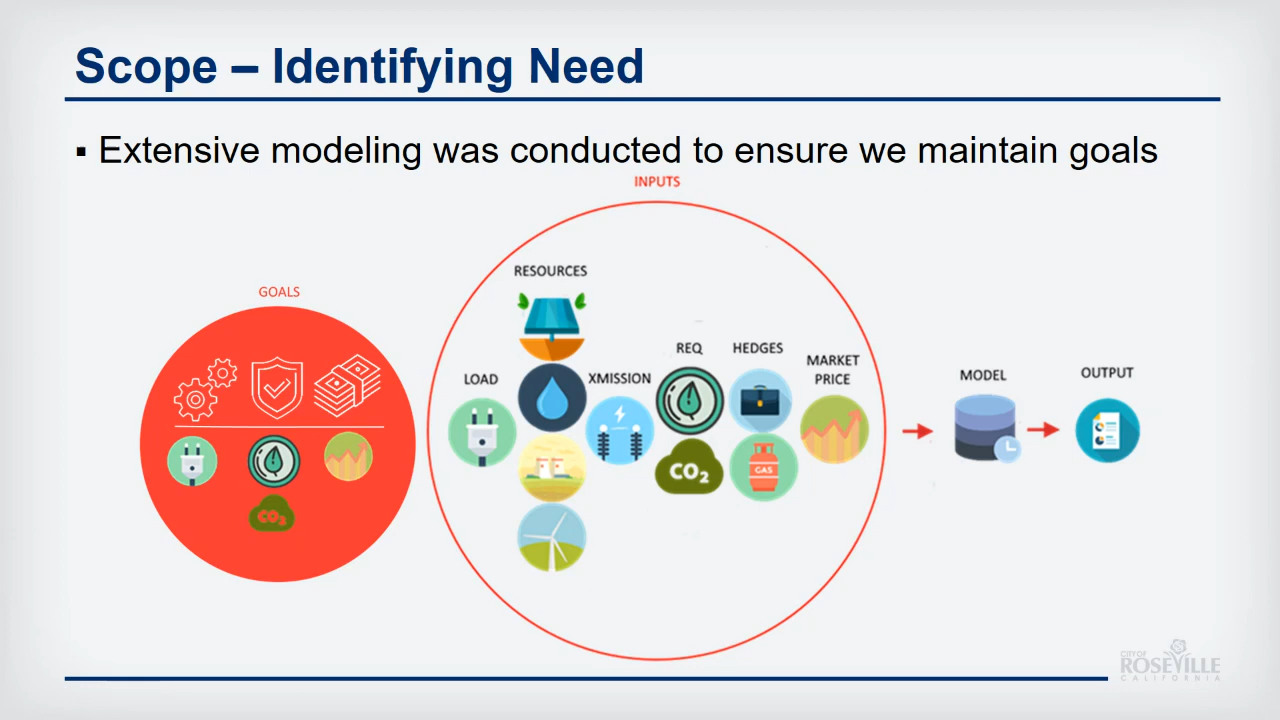 Scope – Identifying Need
▪ Extensive modeling was conducted to ensure we maintain goals
INPUTS
GOALS
RESOURCES
LOAD
XMISSION
REQ
HEDGES
MARKET
PRICE
MODEL
OUTPUT
CO2
GAS
CO2
CITY OF
ROSEVILLE
CALIFORNIA